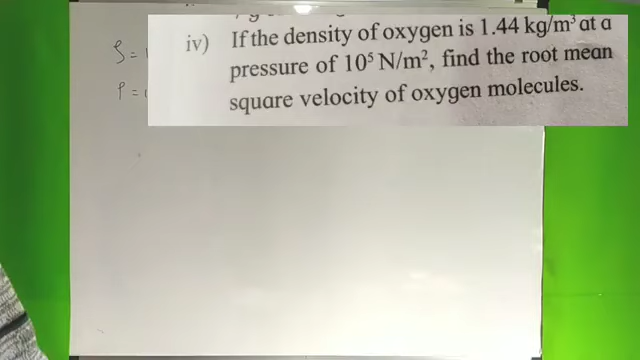 iv) If the density of oxygen is 1.44 kg/m³ at a
pressure of 10⁵ N/m², find the root mean
square velocity of oxygen molecules.
ρ =
P =